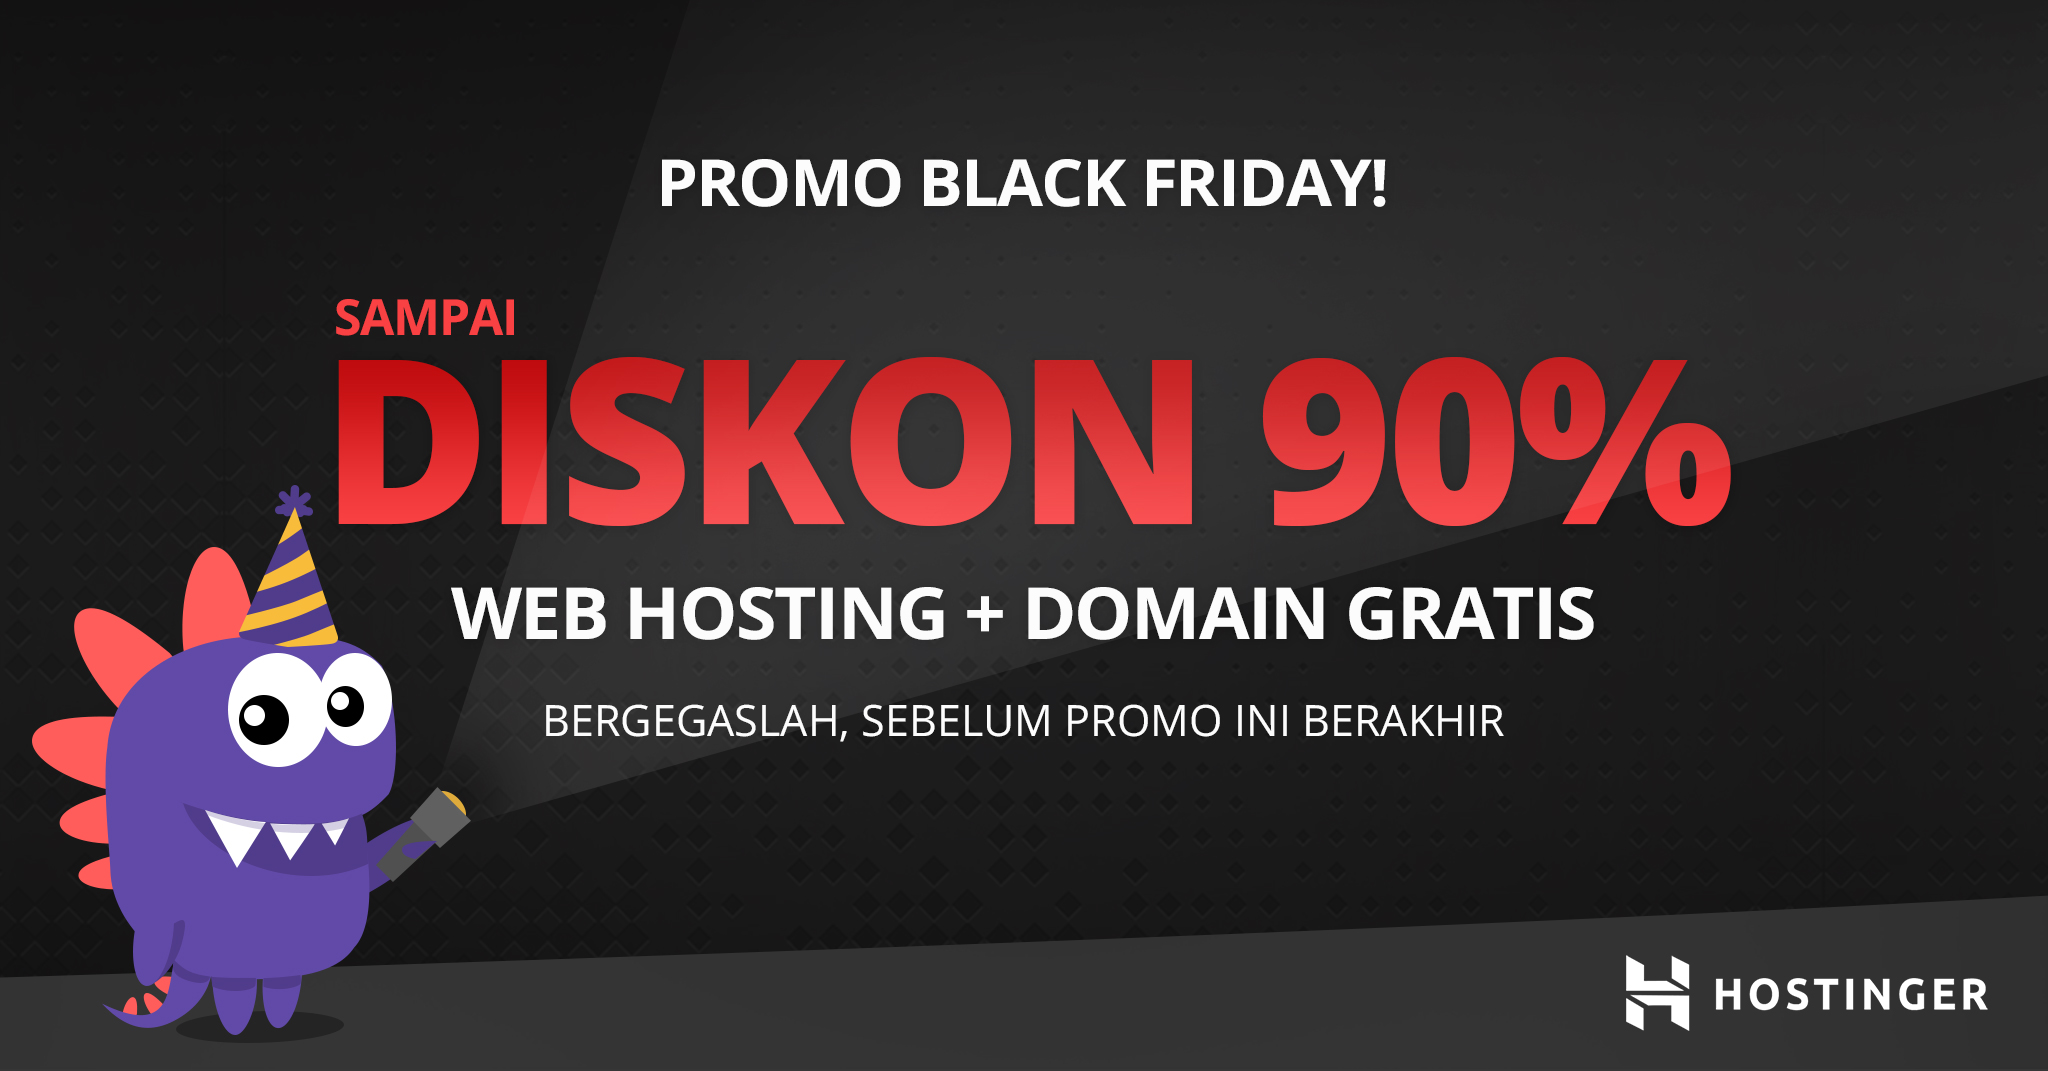 PROMO BLACK FRIDAY!
SAMPAI
DISKON 90%
WEB HOSTING + DOMAIN GRATIS
BERGEGASLAH, SEBELUM PROMO INI BERAKHIR
HOSTINGER